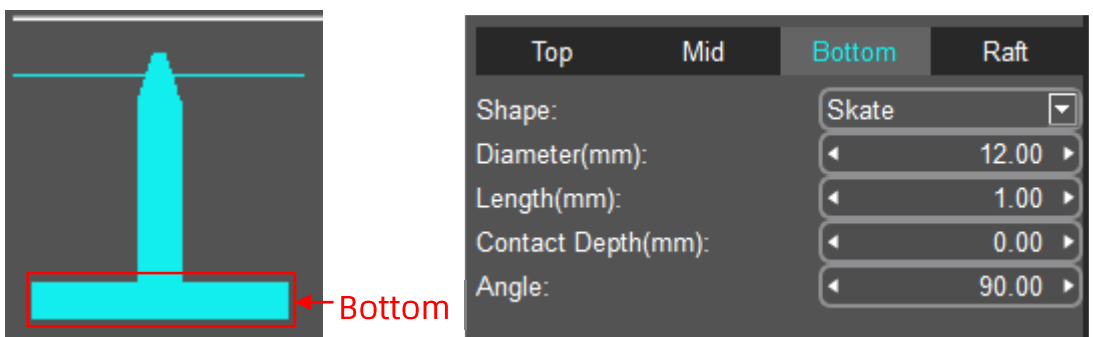 Bottom
Top Mid Bottom Raft
Shape: Skate
Diameter(mm): 12.00
Length(mm): 1.00
Contact Depth(mm): 0.00
Angle: 90.00